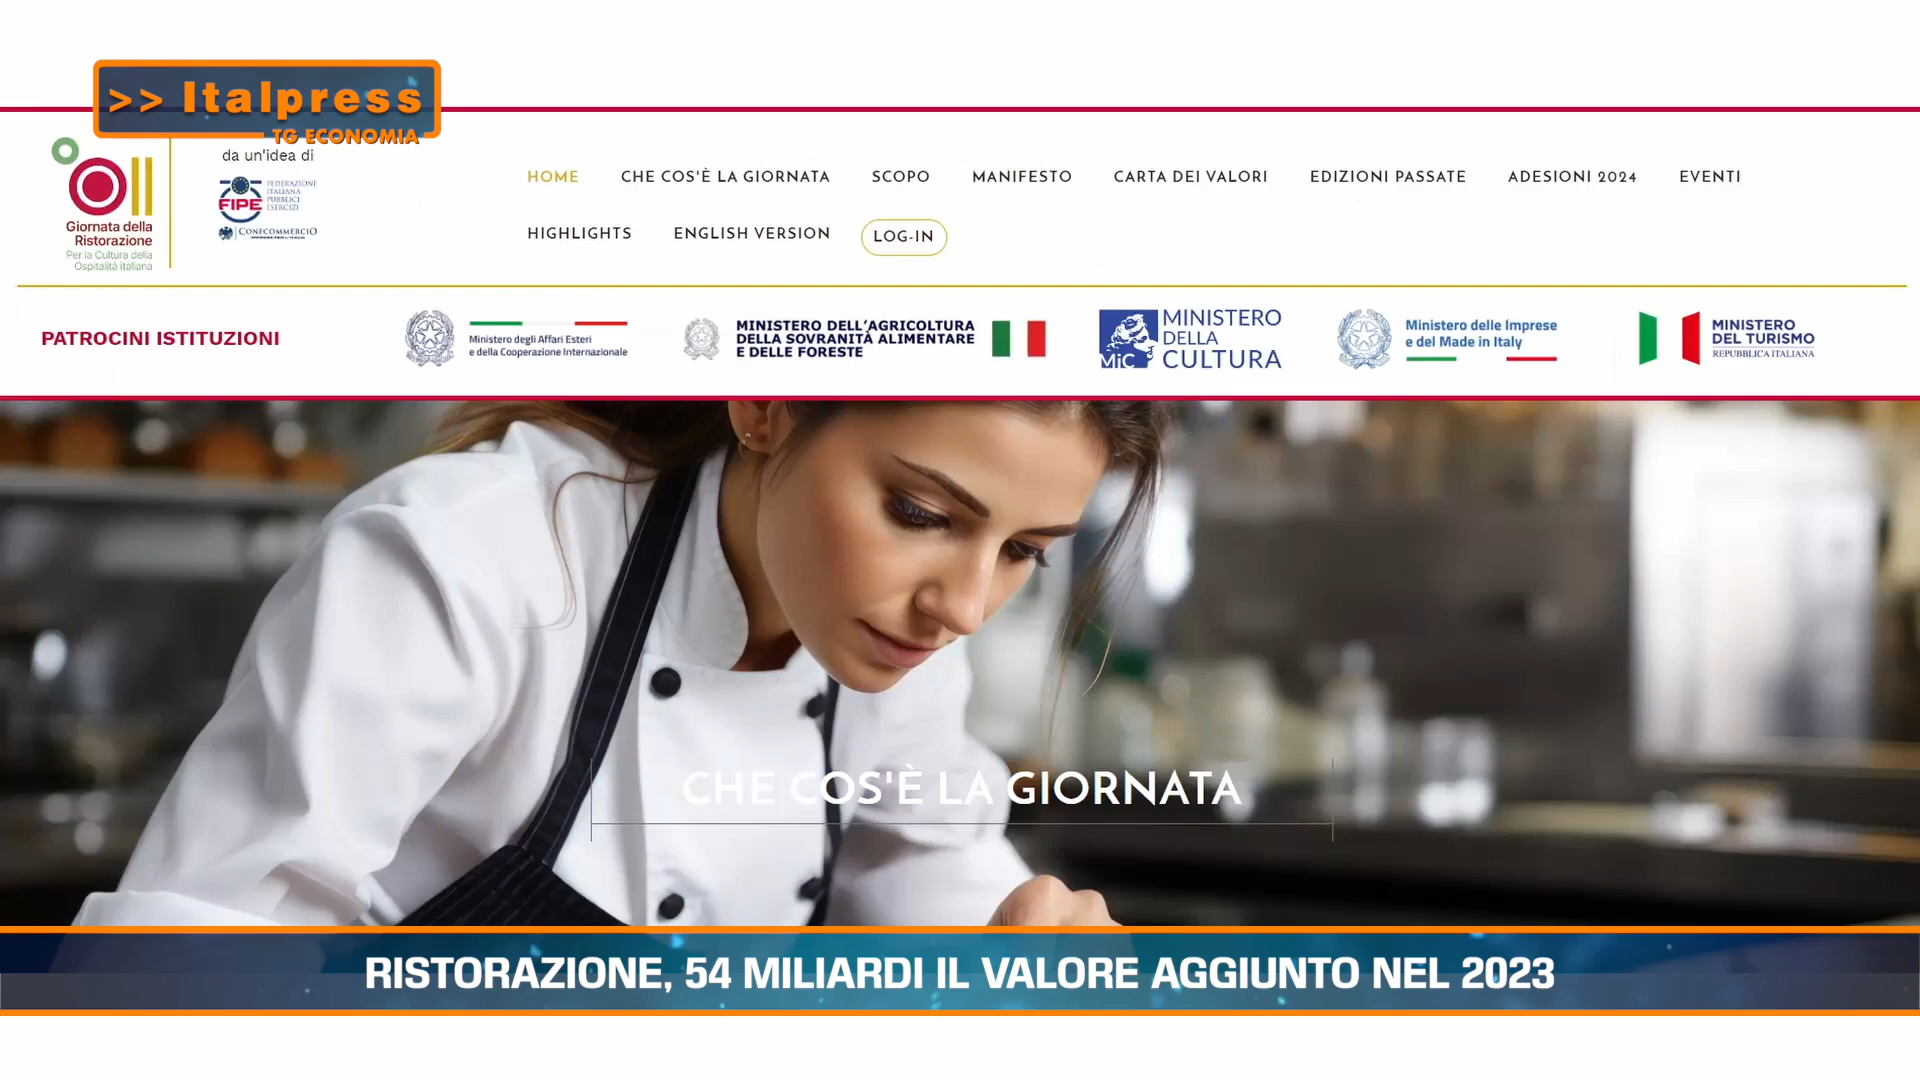 >> Italpress
TG ECONOMIA
Giornata della
Ristorazione
Per la Cultura della
Ospitalità italiana
da un'idea di
FIPE
FEDERAZIONE
ITALIANA
PUBBLICI
ESERCIZI
CONFCOMMERCIO
HOME CHE COS'È LA GIORNATA SCOPO MANIFESTO CARTA DEI VALORI EDIZIONI PASSATE ADESIONI 2024 EVENTI
HIGHLIGHTS ENGLISH VERSION LOG-IN
PATROCINI ISTITUZIONI
Ministero degli Affari Esteri
e della Cooperazione Internazionale
MINISTERO DELL'AGRICOLTURA
DELLA SOVRANITÀ ALIMENTARE
E DELLE FORESTE
MiC
MINISTERO
DELLA
CULTURA
Ministero delle Imprese
e del Made in Italy
MINISTERO
DEL TURISMO
REPUBBLICA ITALIANA
CHE COS'È LA GIORNATA
RISTORAZIONE, 54 MILIARDI IL VALORE AGGIUNTO NEL 2023